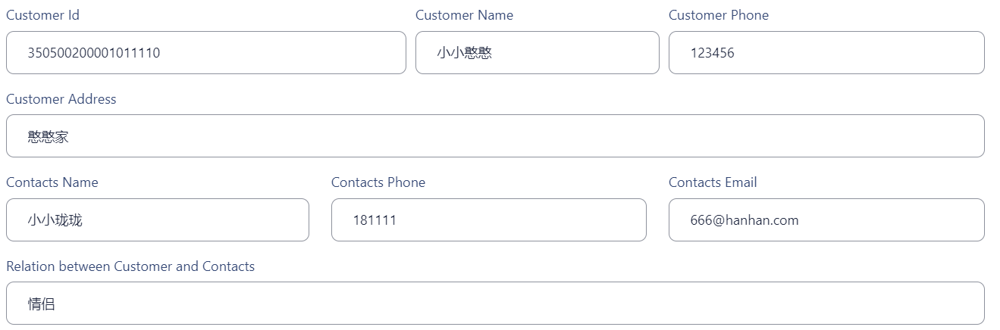 Customer Id Customer Name Customer Phone
350500200001011110 小小憨憨 123456
Customer Address
憨憨家
Contacts Name Contacts Phone Contacts Email
小小珑珑 181111 666@hanhan.com
Relation between Customer and Contacts
情侣